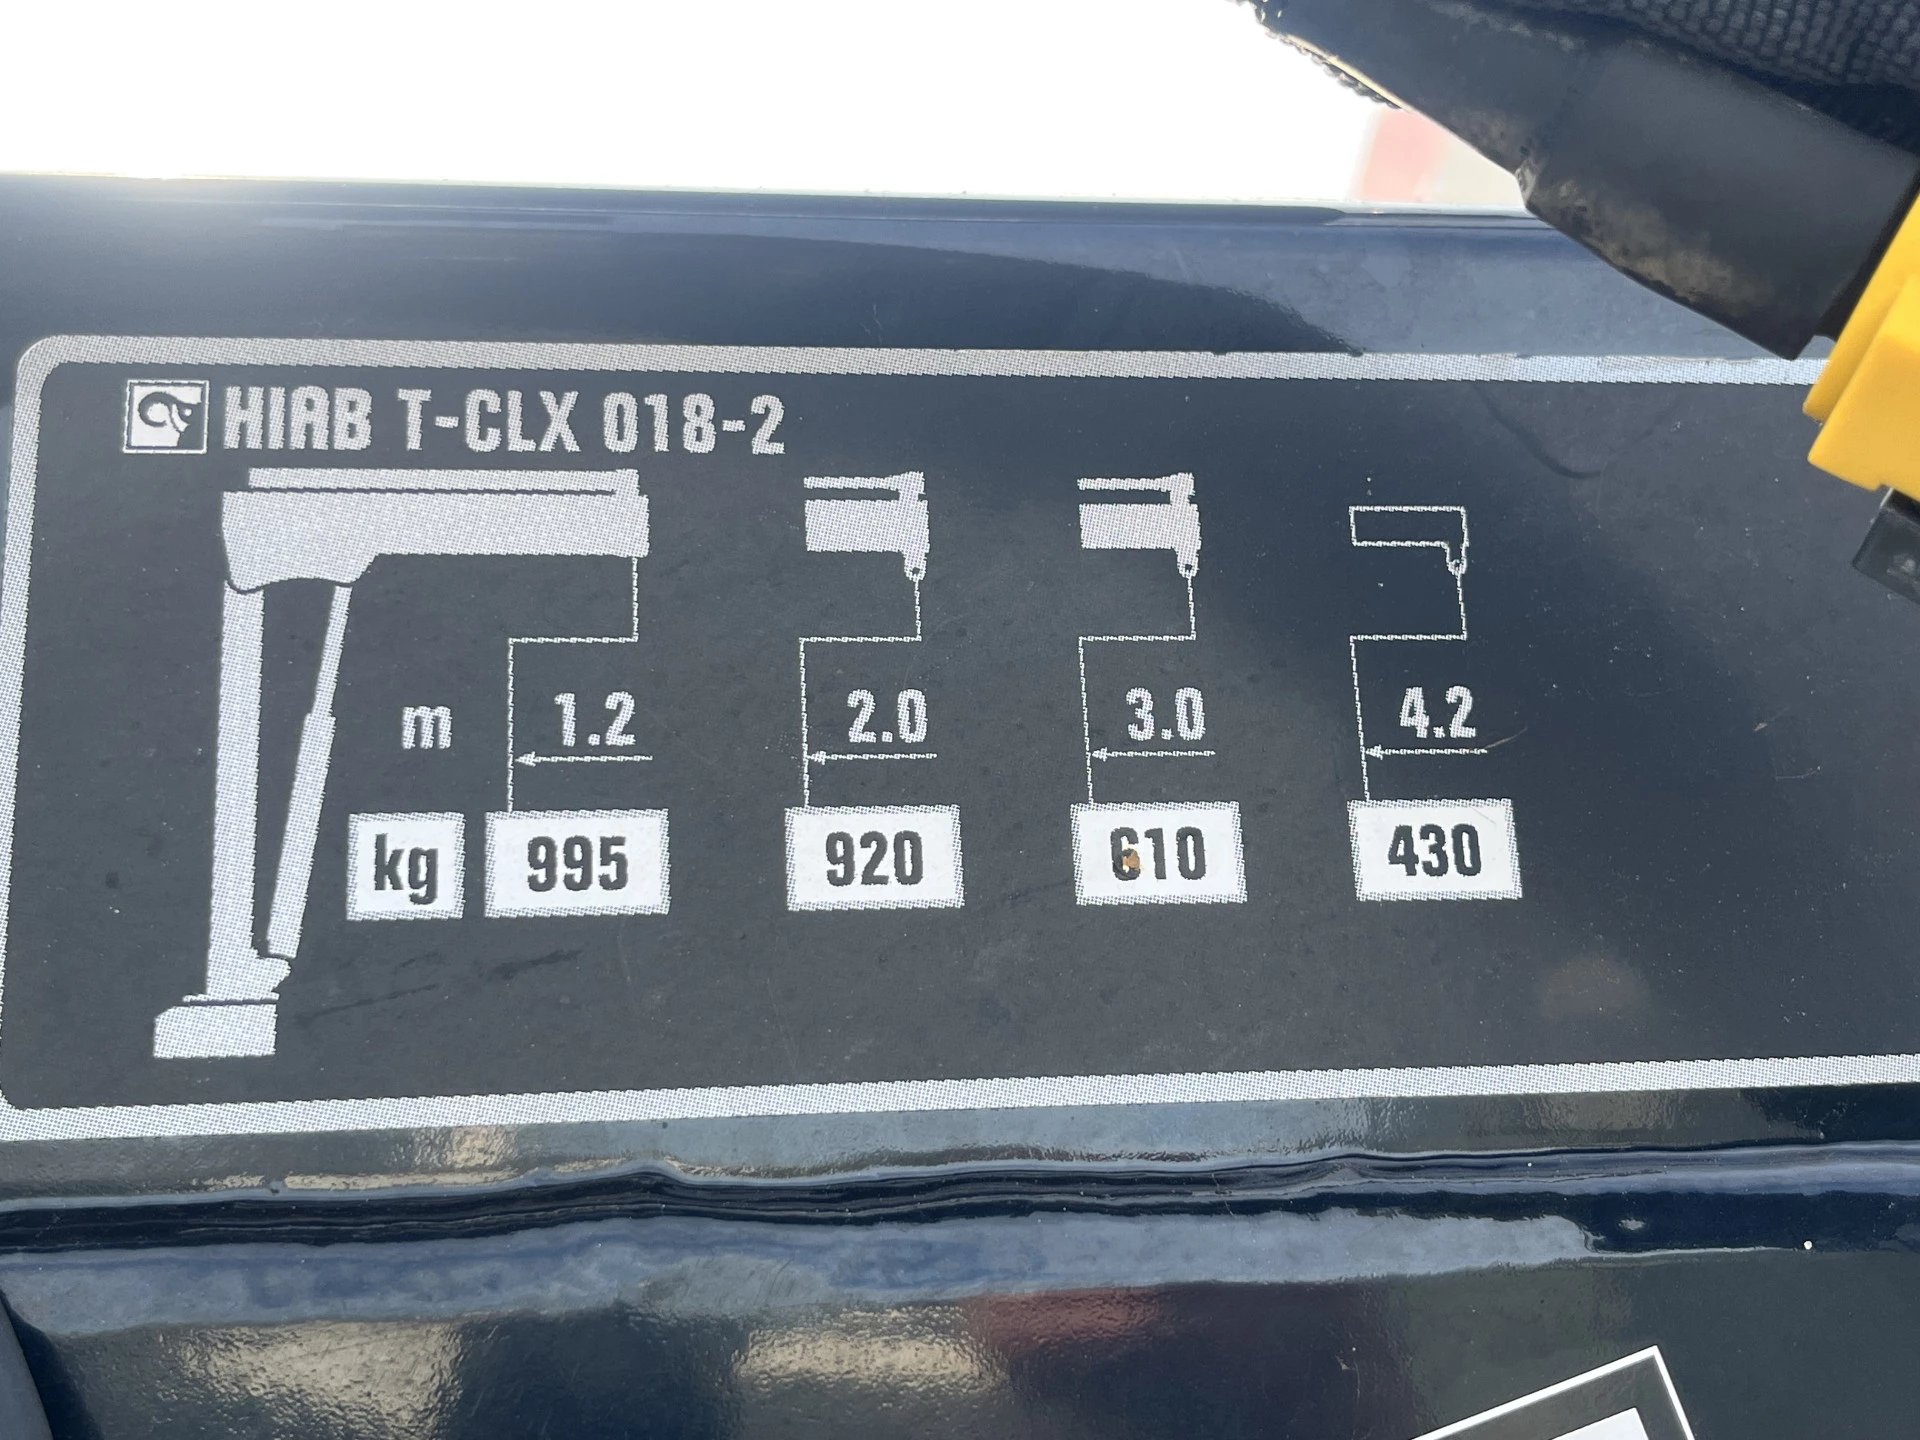 HIAB T-CLX 018-2
m 1.2 2.0 3.0 4.2
kg 995 920 610 430